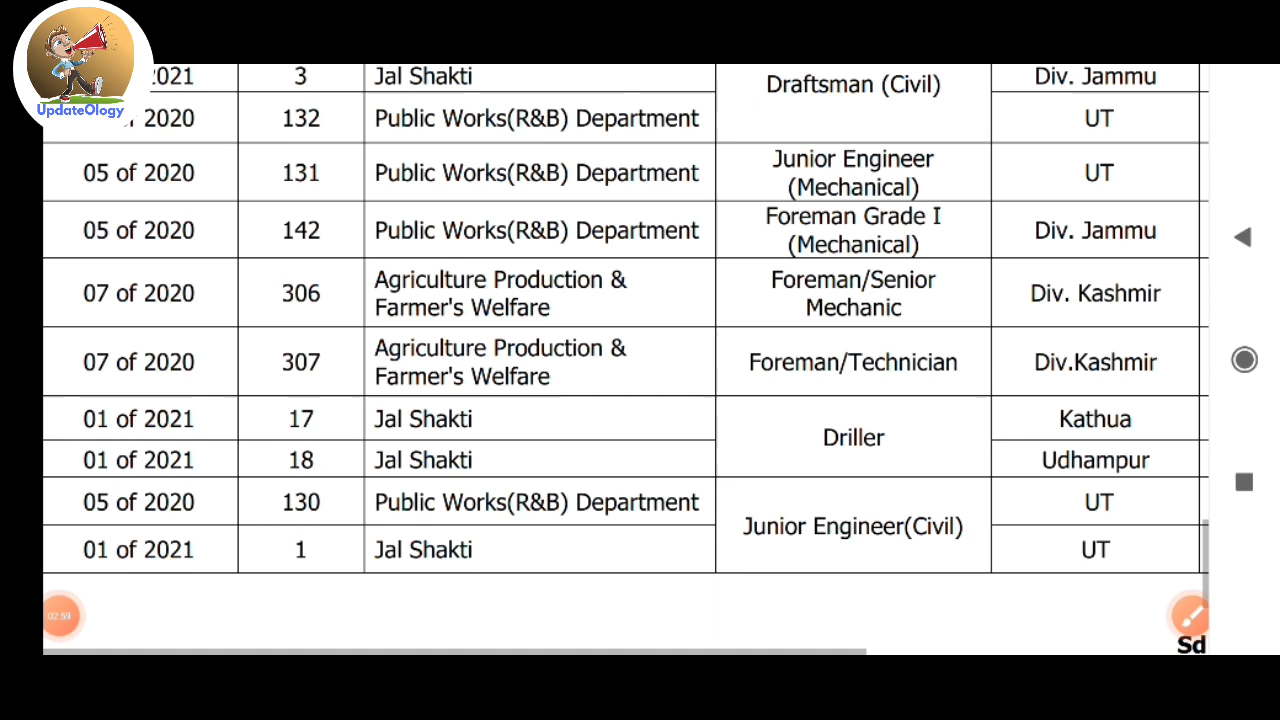 UpdateOlogy
2021 3 Jal Shakti Draftsman (Civil) Div. Jammu
2020 132 Public Works(R&B) Department UT
05 of 2020 131 Public Works(R&B) Department Junior Engineer (Mechanical) UT
05 of 2020 142 Public Works(R&B) Department Foreman Grade I (Mechanical) Div. Jammu
07 of 2020 306 Agriculture Production & Farmer's Welfare Foreman/Senior Mechanic Div. Kashmir
07 of 2020 307 Agriculture Production & Farmer's Welfare Foreman/Technician Div.Kashmir
01 of 2021 17 Jal Shakti Driller Kathua
01 of 2021 18 Jal Shakti Udhampur
05 of 2020 130 Public Works(R&B) Department Junior Engineer(Civil) UT
01 of 2021 1 Jal Shakti UT
02:59
Sd